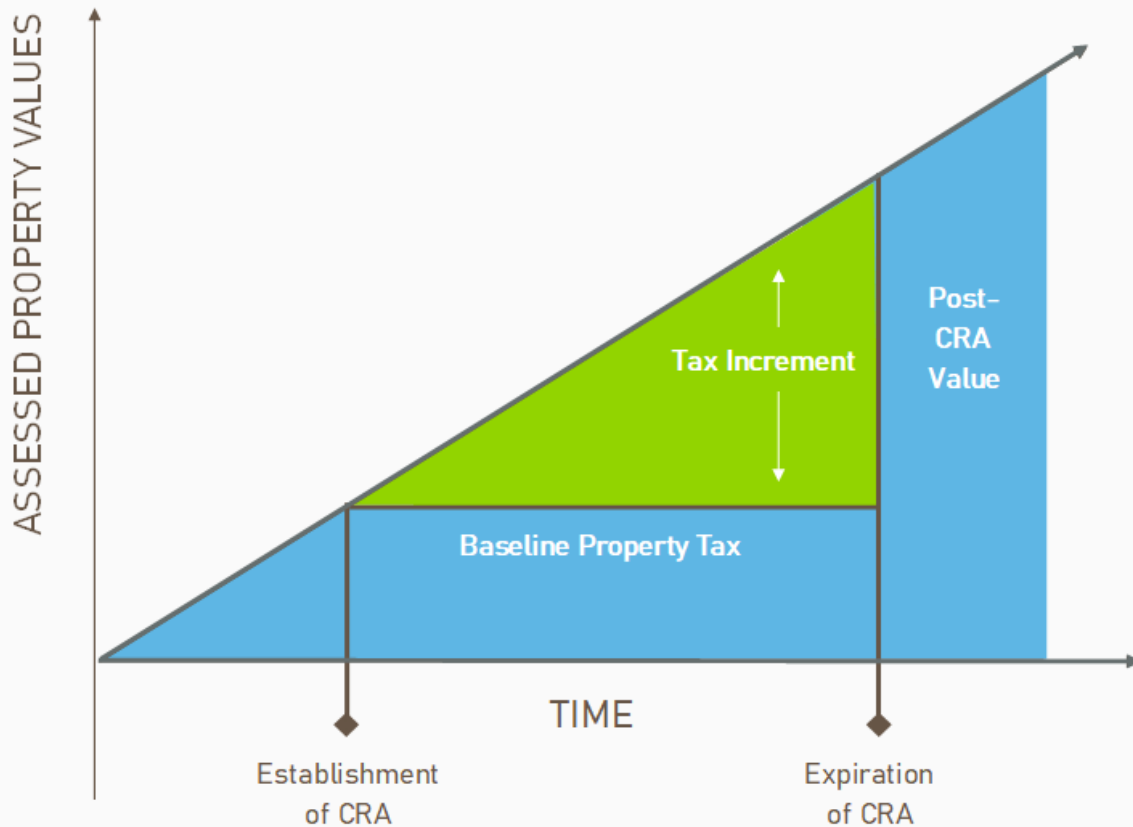 ASSESSED PROPERTY VALUES
Post-
CRA
Value
Tax Increment
Baseline Property Tax
TIME
Establishment
of CRA
Expiration
of CRA